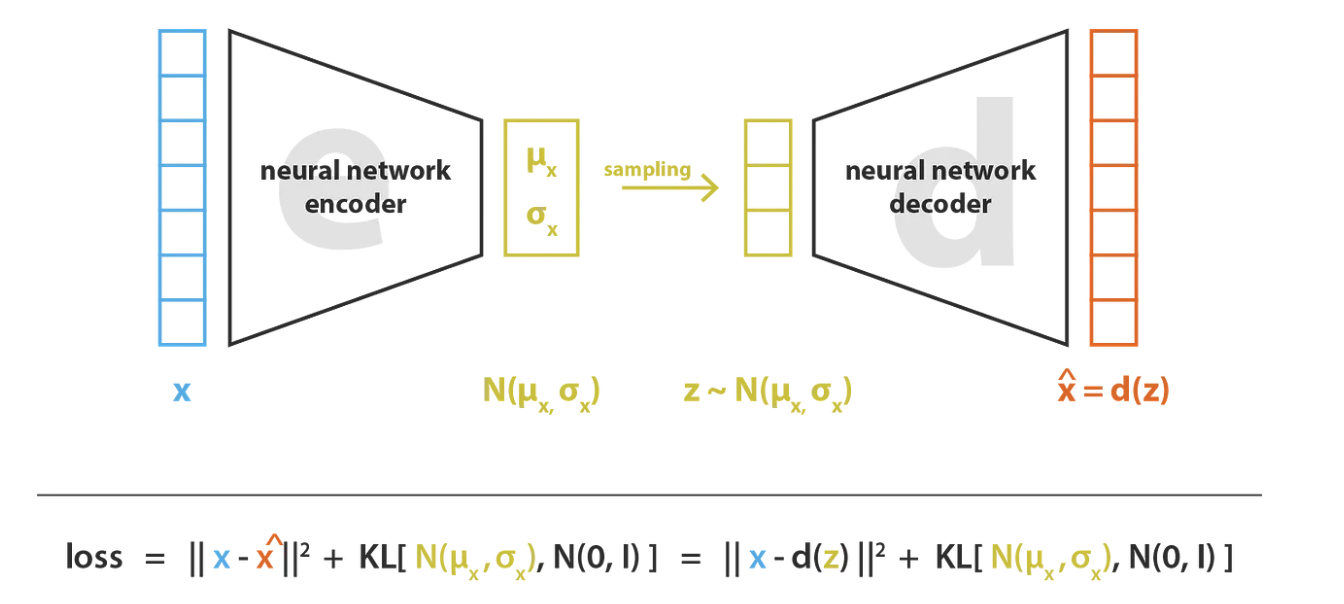 e
neural network
encoder
μx
σx
sampling
d
neural network
decoder
x
N(μx, σx)
z ~ N(μx, σx)
x̂ = d(z)
loss = || x - x̂ ||² + KL[ N(μx, σx), N(0, I) ] = || x - d(z) ||² + KL[ N(μx, σx), N(0, I) ]